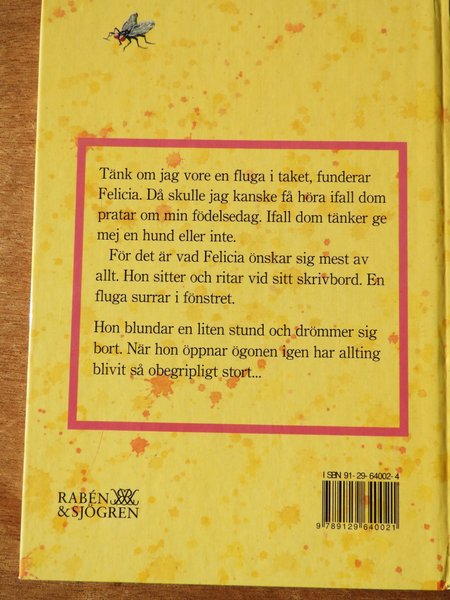 Tänk om jag vore en fluga i taket, funderar
Felicia. Då skulle jag kanske få höra ifall dom
pratar om min födelsedag. Ifall dom tänker ge
mej en hund eller inte.
För det är vad Felicia önskar sig mest av
allt. Hon sitter och ritar vid sitt skrivbord. En
fluga surrar i fönstret.
Hon blundar en liten stund och drömmer sig
bort. När hon öppnar ögonen igen har allting
blivit så obegripligt stort...
ISBN 91-29-64002-4
9 789129 640021
RABÉN
&SJÖGREN